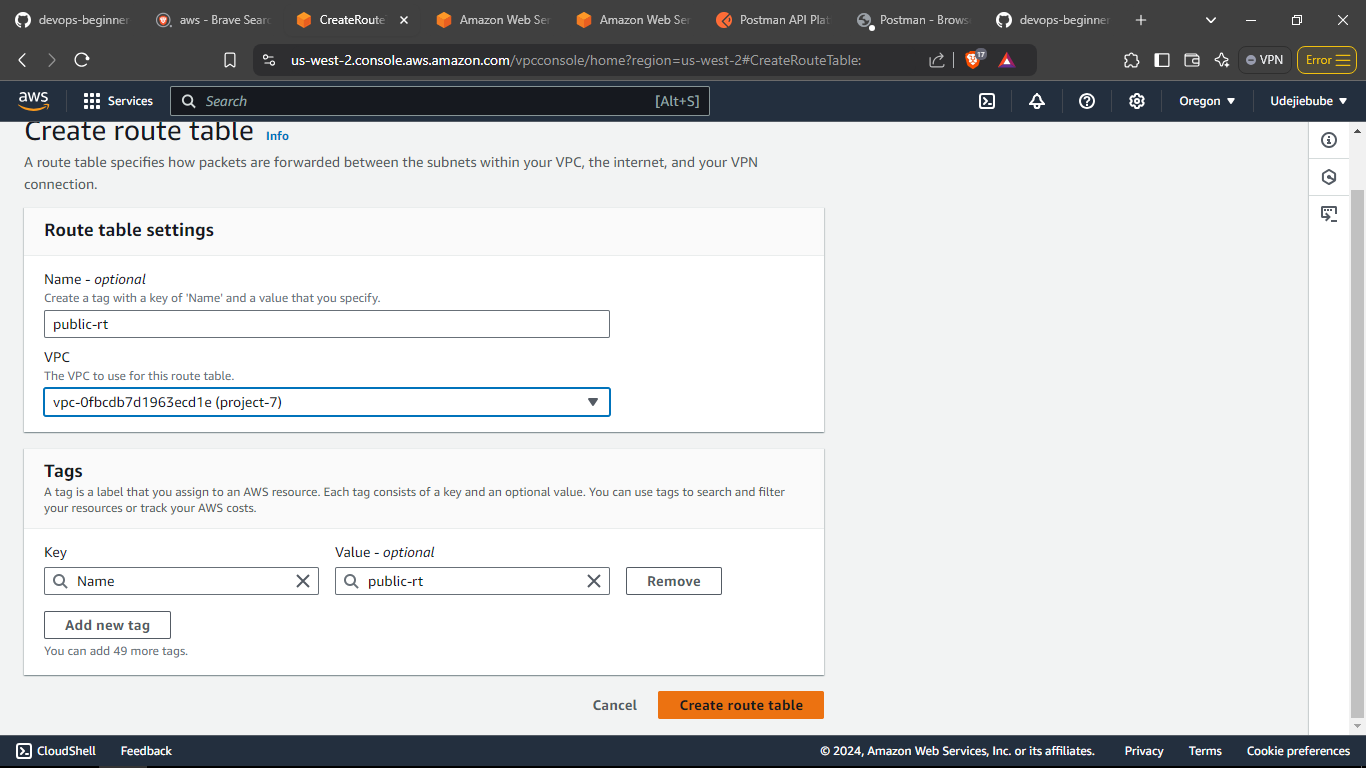 devops-beginner
aws - Brave Sear
CreateRoute
Amazon Web Ser
Amazon Web Ser
Postman API Plat
Postman - Brows
devops-beginner
us-west-2.console.aws.amazon.com/vpcconsole/home?region=us-west-2#CreateRouteTable:
17
VPN
Error
aws
Services
Search
[Alt+S]
Oregon
Udejiebube
Create route table Info
A route table specifies how packets are forwarded between the subnets within your VPC, the internet, and your VPN
connection.
Route table settings
Name - optional
Create a tag with a key of 'Name' and a value that you specify.
public-rt
VPC
The VPC to use for this route table.
vpc-0fbcdb7d1963ecd1e (project-7)
Tags
A tag is a label that you assign to an AWS resource. Each tag consists of a key and an optional value. You can use tags to search and filter
your resources or track your AWS costs.
Key
Value - optional
Name
public-rt
Remove
Add new tag
You can add 49 more tags.
Cancel
Create route table
CloudShell
Feedback
© 2024, Amazon Web Services, Inc. or its affiliates.
Privacy
Terms
Cookie preferences